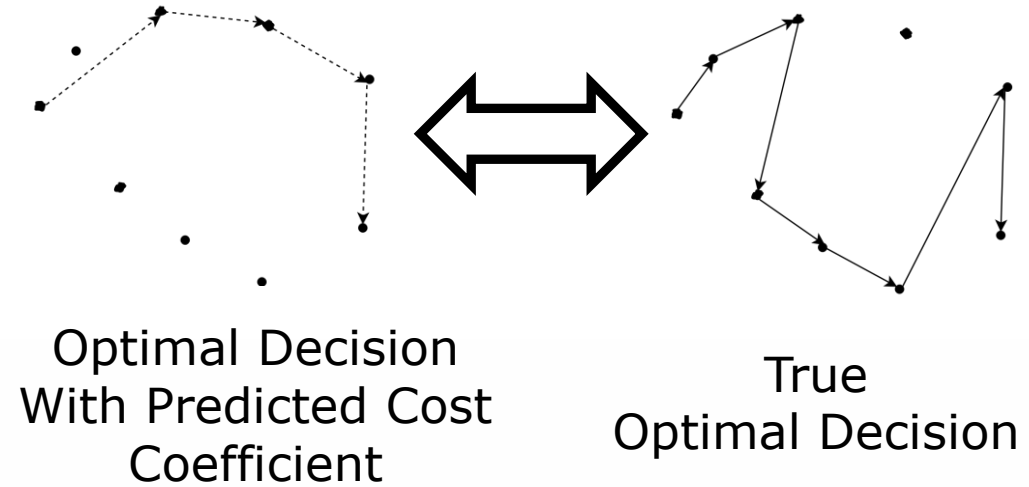 Optimal Decision
With Predicted Cost
Coefficient
True
Optimal Decision